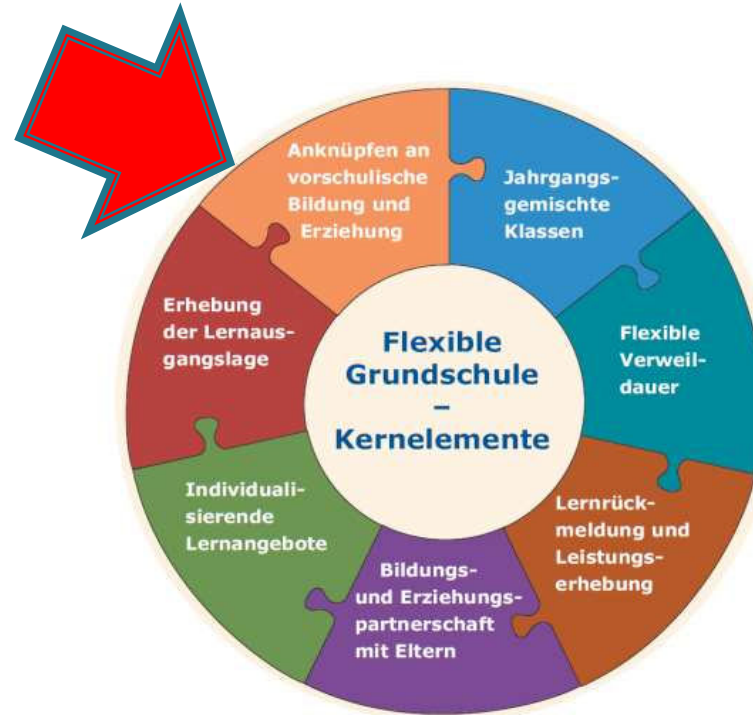 Anknüpfen an
vorschulische
Bildung und
Erziehung
Jahrgangs-
gemischte
Klassen
Flexible
Verweil-
dauer
Lernrück-
meldung und
Leistungs-
erhebung
Bildungs-
und Erziehungs-
partnerschaft
mit Eltern
Individuali-
sierende
Lernangebote
Erhebung
der Lernaus-
gangslage
Flexible
Grundschule
–
Kernelemente